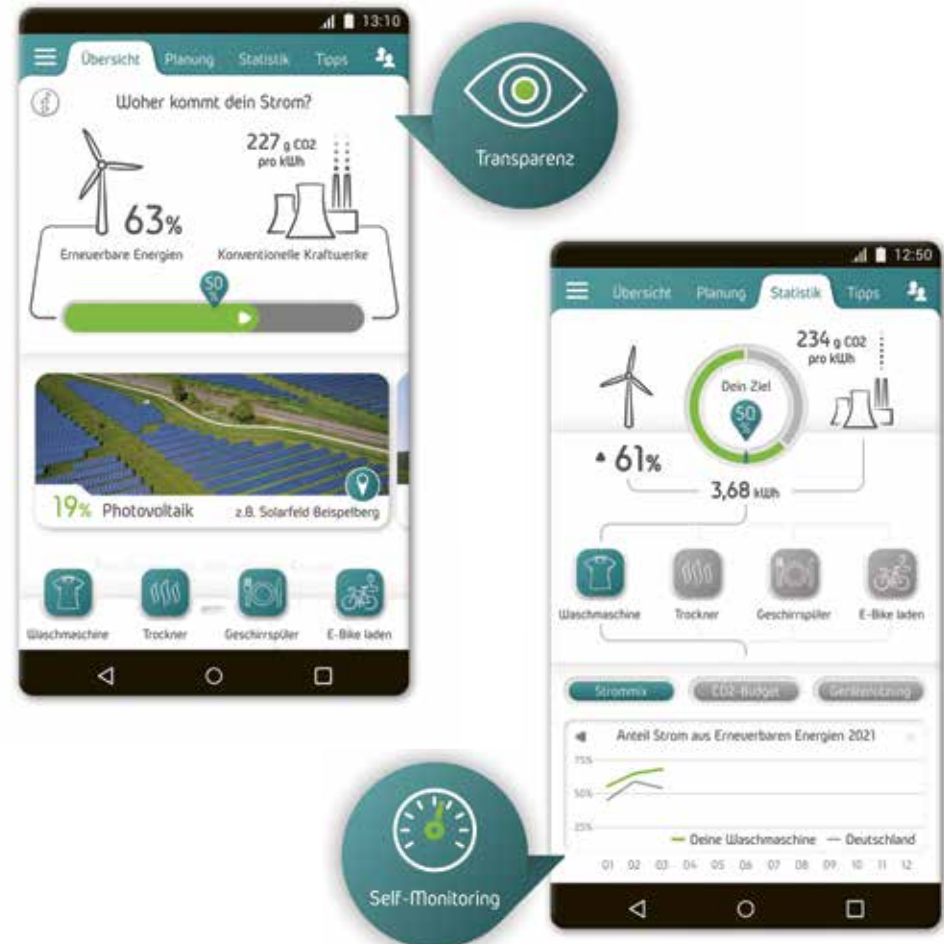 13:10
Übersicht Planung Statistik Tipps
Woher kommt dein Strom?
227 g CO2
pro kWh
63%
Erneuerbare Energien Konventionelle Kraftwerke
50
%
19% Photovoltaik z.B. Solarfeld Beispelberg
Waschmaschine Trockner Geschirrspüler E-Bike laden
Transparenz
12:50
Übersicht Planung Statistik Tipps
234 g CO2
pro kWh
Dein Ziel
50
%
61%
3,68 kWh
Waschmaschine Trockner Geschirrspüler E-Bike laden
Strommix CO2-Budget Gerätenutzung
Anteil Strom aus Erneuerbaren Energien 2021
75%
50%
25%
Deine Waschmaschine Deutschland
01 02 03 04 05 06 07 08 09 10 11 12
Self-Monitoring